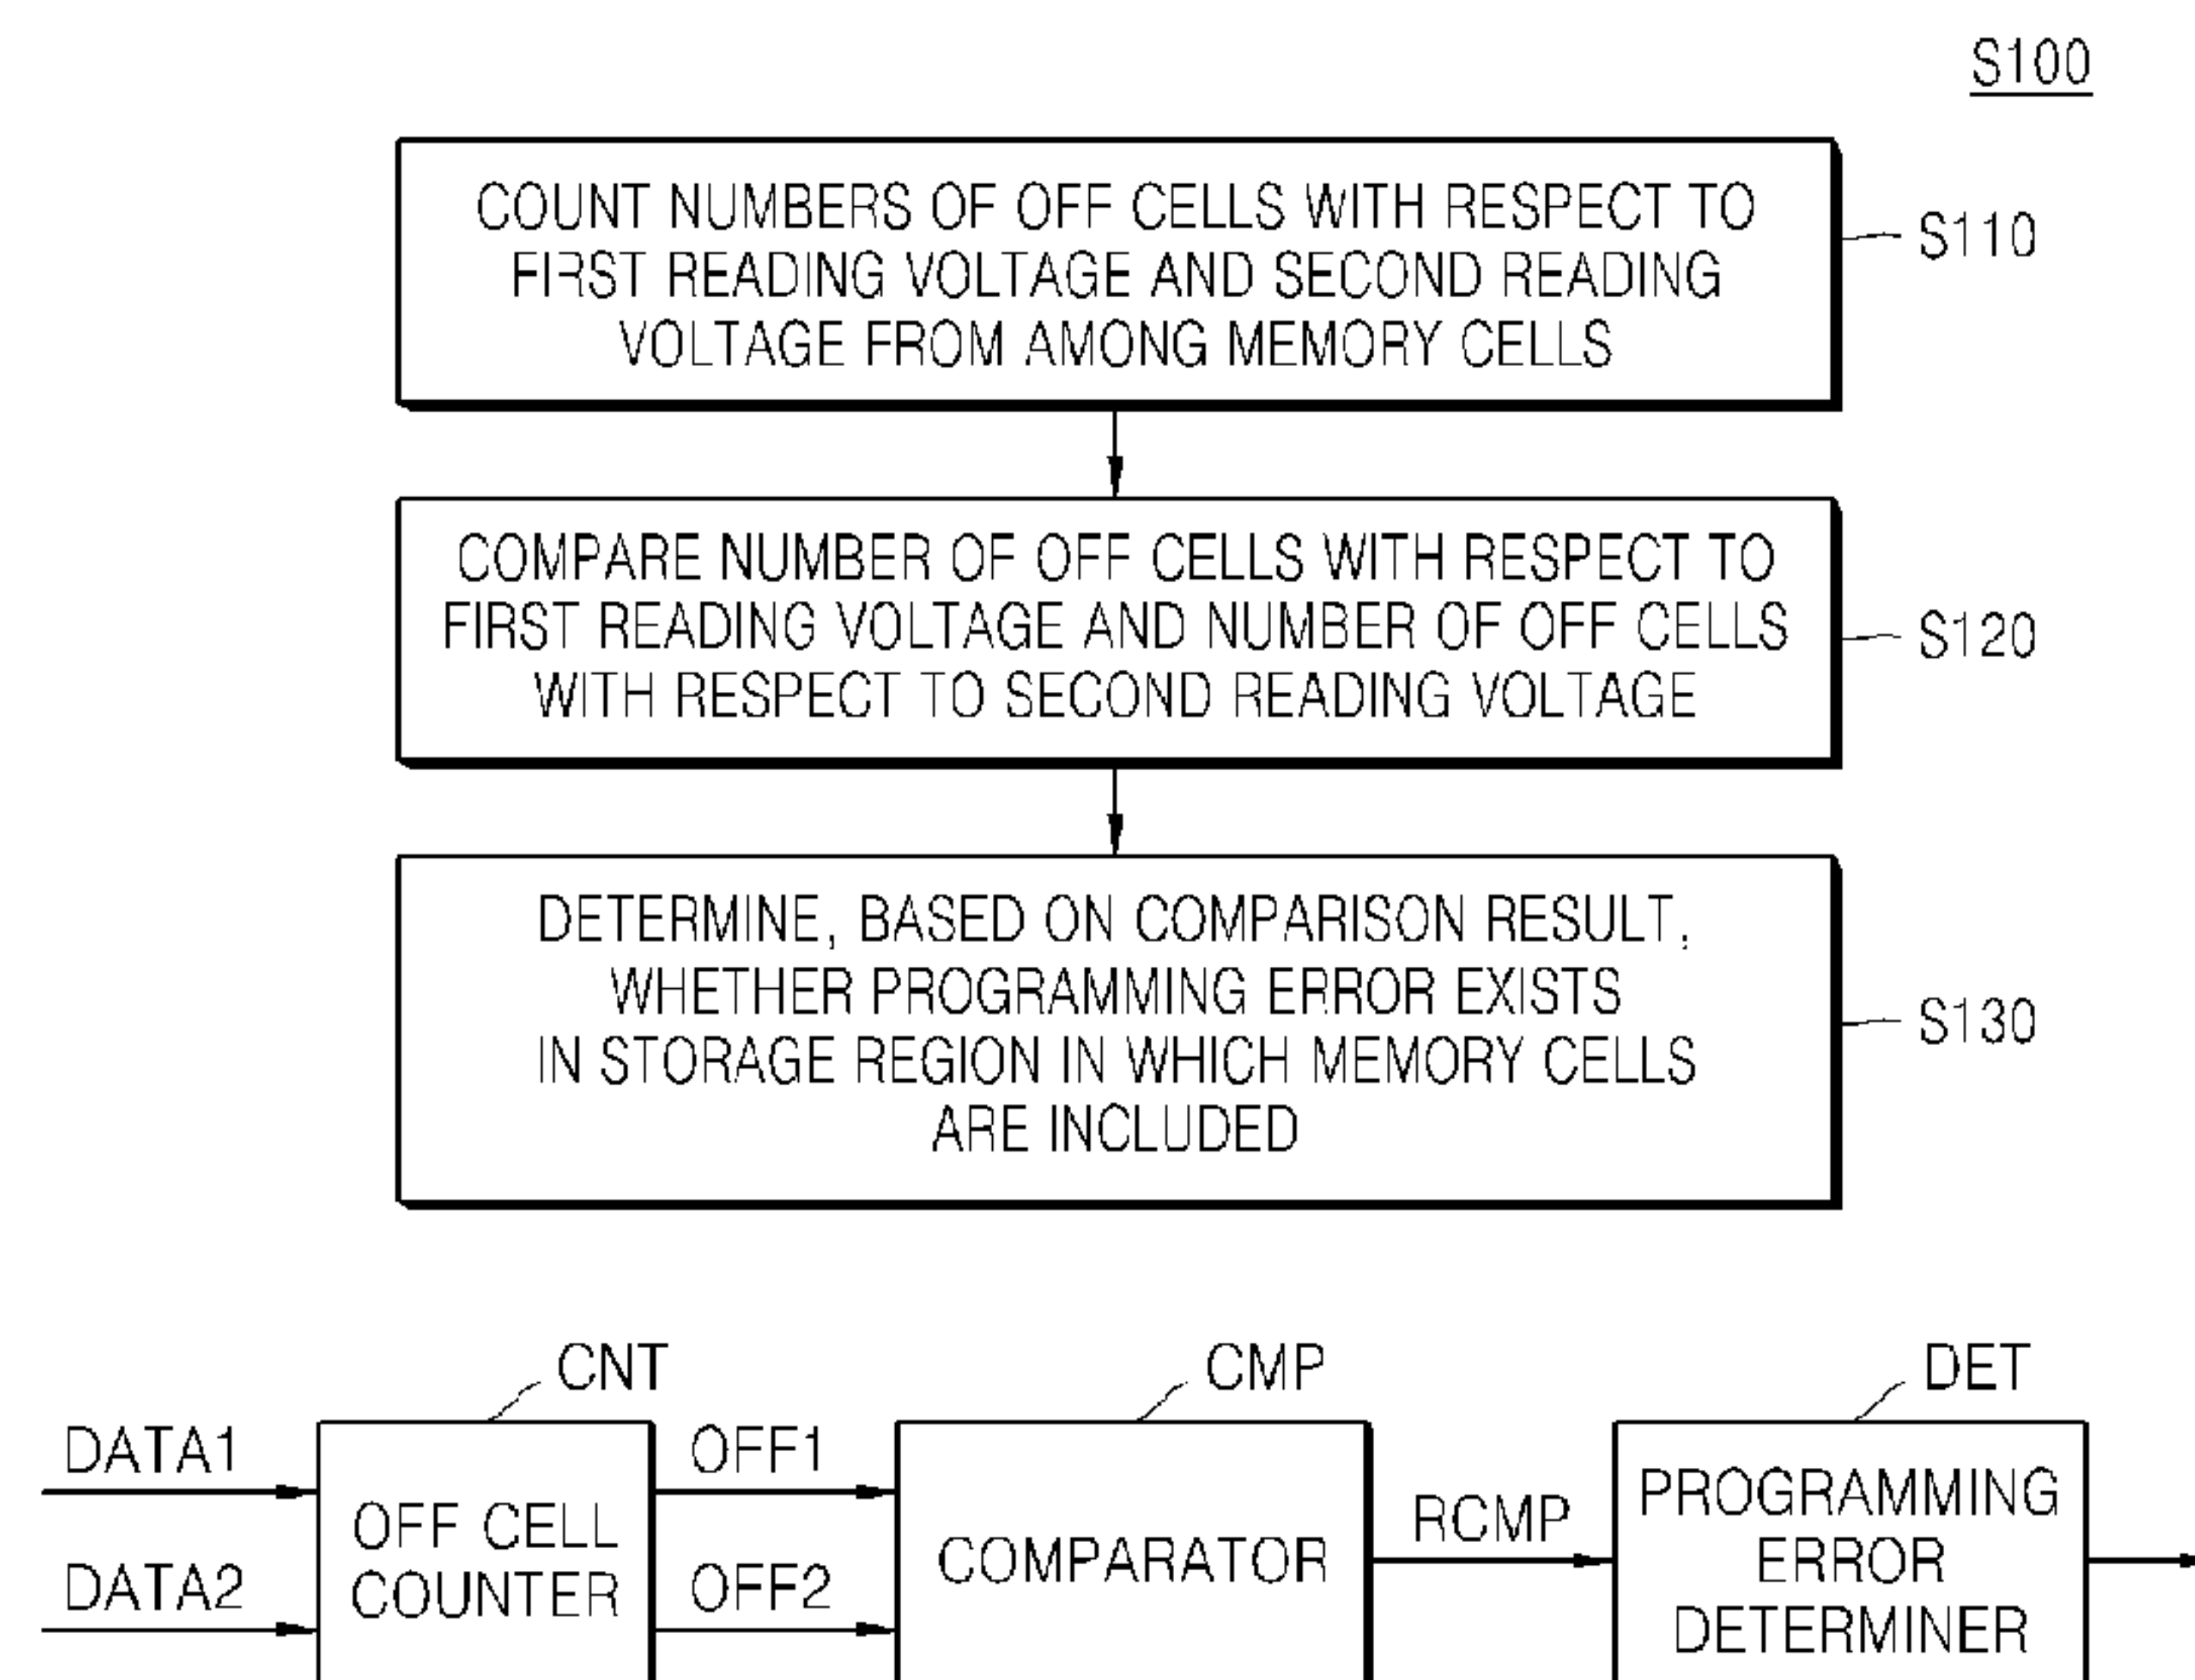 S100
COUNT NUMBERS OF OFF CELLS WITH RESPECT TO
FIRST READING VOLTAGE AND SECOND READING
VOLTAGE FROM AMONG MEMORY CELLS
S110
COMPARE NUMBER OF OFF CELLS WITH RESPECT TO
FIRST READING VOLTAGE AND NUMBER OF OFF CELLS
WITH RESPECT TO SECOND READING VOLTAGE
S120
DETERMINE, BASED ON COMPARISON RESULT,
WHETHER PROGRAMMING ERROR EXISTS
IN STORAGE REGION IN WHICH MEMORY CELLS
ARE INCLUDED
S130
CNT
CMP
DET
DATA1
DATA2
OFF CELL
COUNTER
OFF1
OFF2
COMPARATOR
RCMP
PROGRAMMING
ERROR
DETERMINER